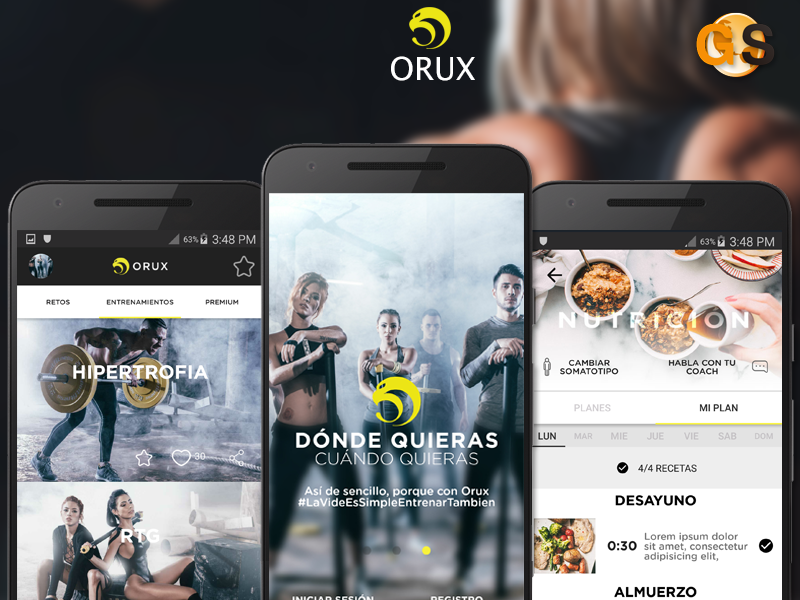 ORUX
GS
63% 3:48 PM
ORUX
RETOS ENTRENAMIENTOS PREMIUM
HIPERTROFIA
30
RTG
DÓNDE QUIERAS
CUÁNDO QUIERAS
Así de sencillo, porque con Orux
#LaVideEsSimpleEntrenarTambien
INICIAR SESIÓN REGISTRO
63% 3:48 PM
NUTRICION
CAMBIAR
SOMATOTIPO
HABLA CON TU
COACH
PLANES MI PLAN
LUN MAR MIE JUE VIE SAB DOM
4/4 RECETAS
DESAYUNO
0:30
Lorem ipsum dolor
sit amet, consectetur
adipisicing elit,
ALMUERZO